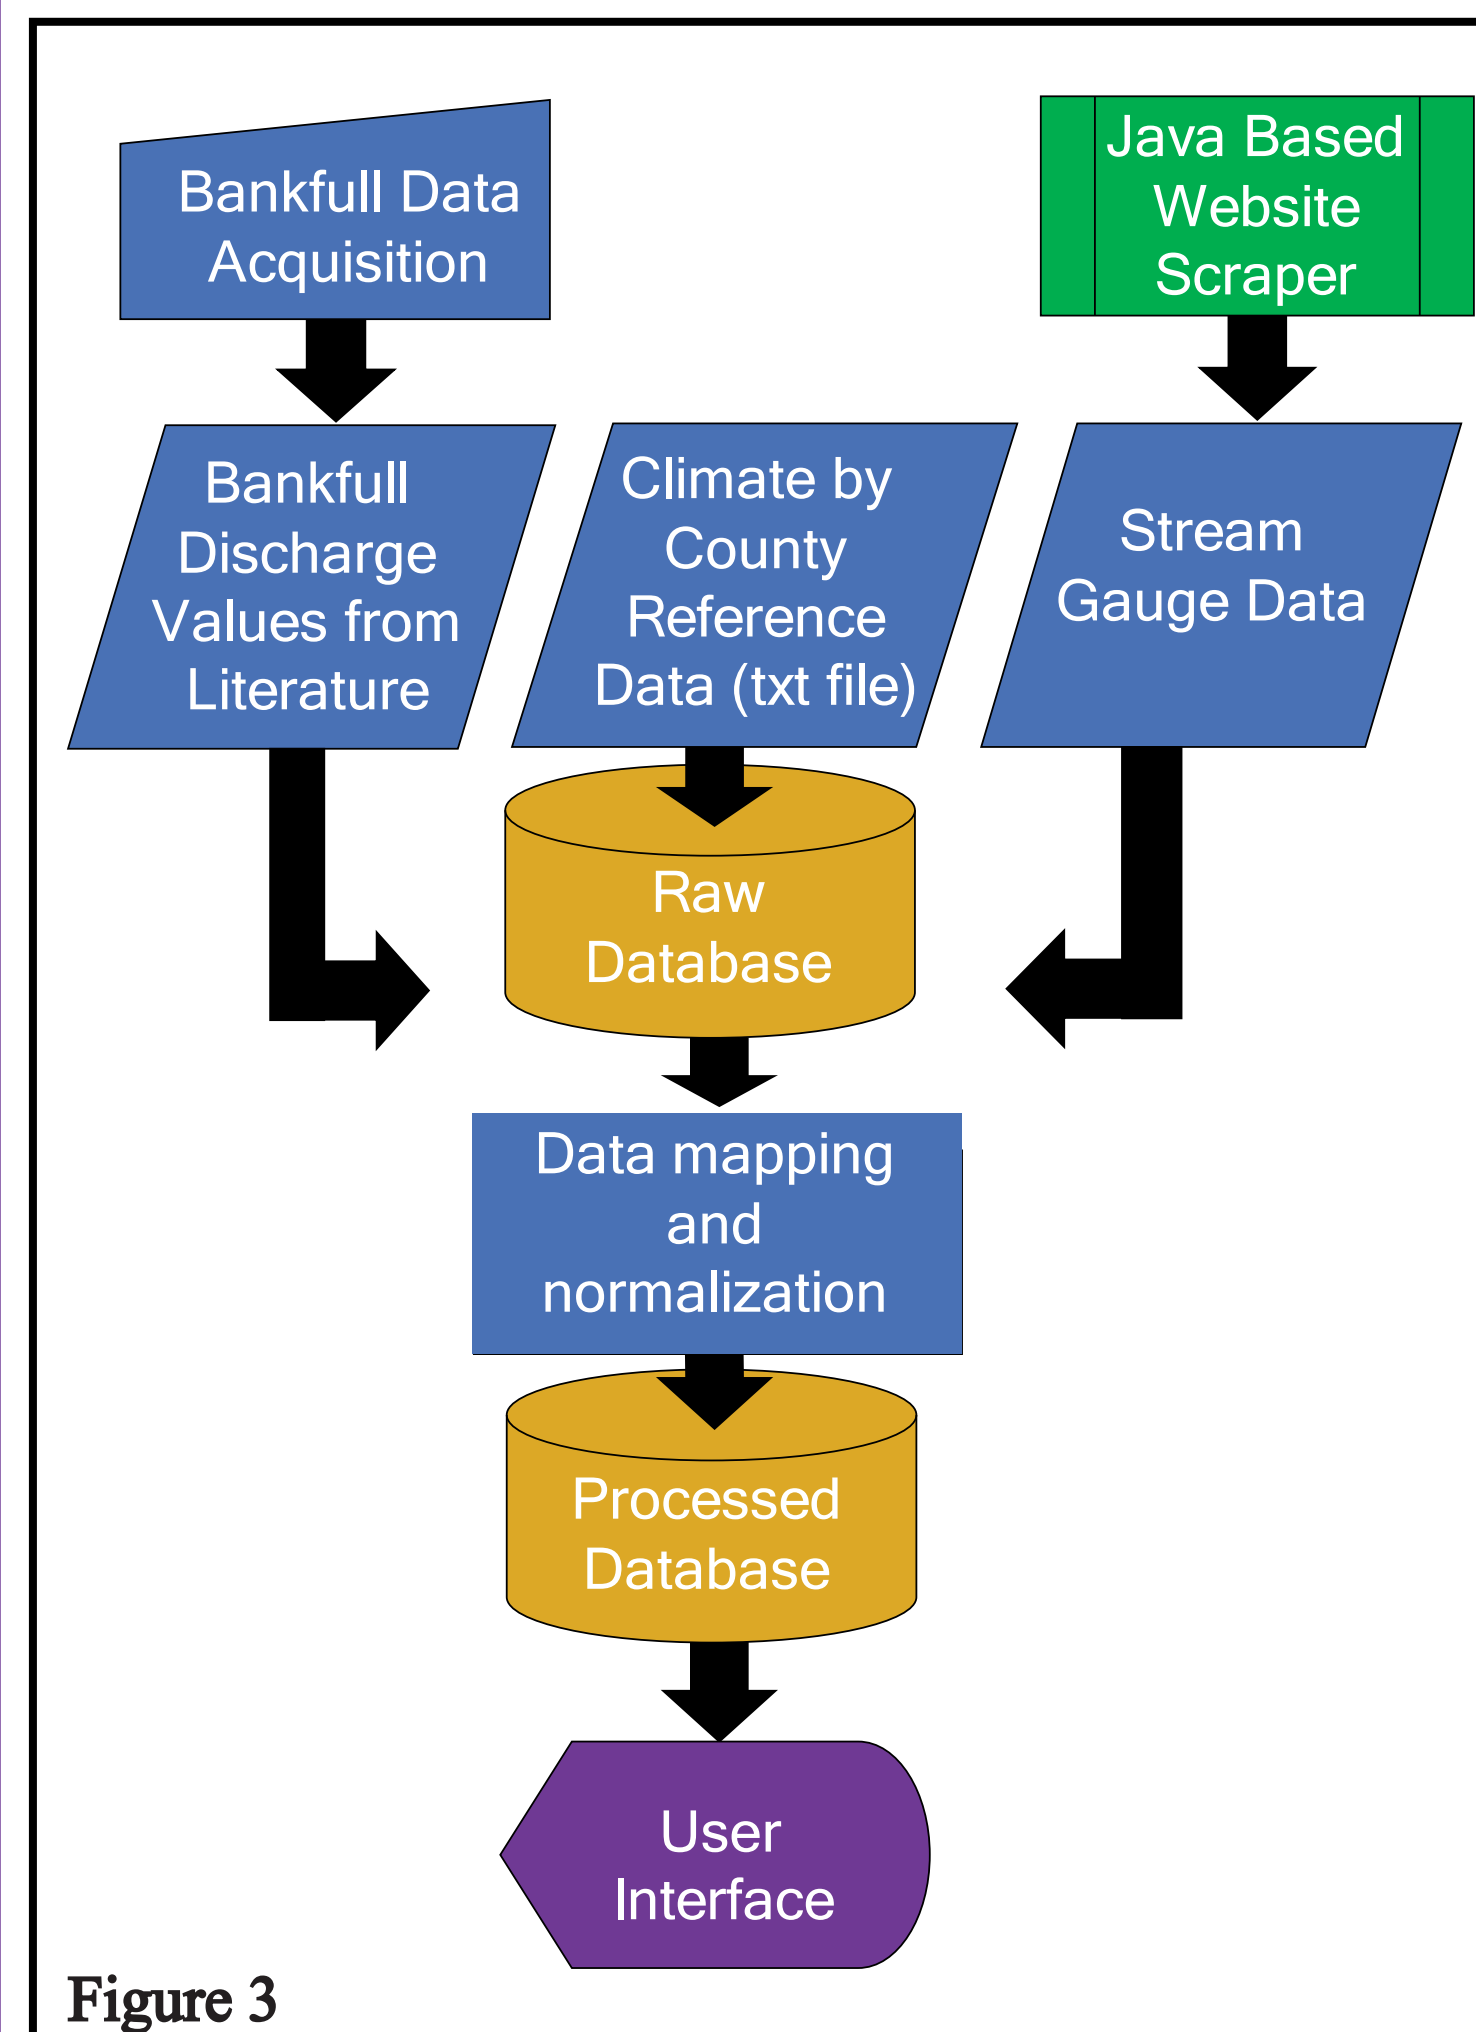 Bankfull Data
Acquisition
Java Based
Website
Scraper
Bankfull
Discharge
Values from
Literature
Climate by
County
Reference
Data (txt file)
Stream
Gauge Data
Raw
Database
Data mapping
and
normalization
Processed
Database
User
Interface
Figure 3